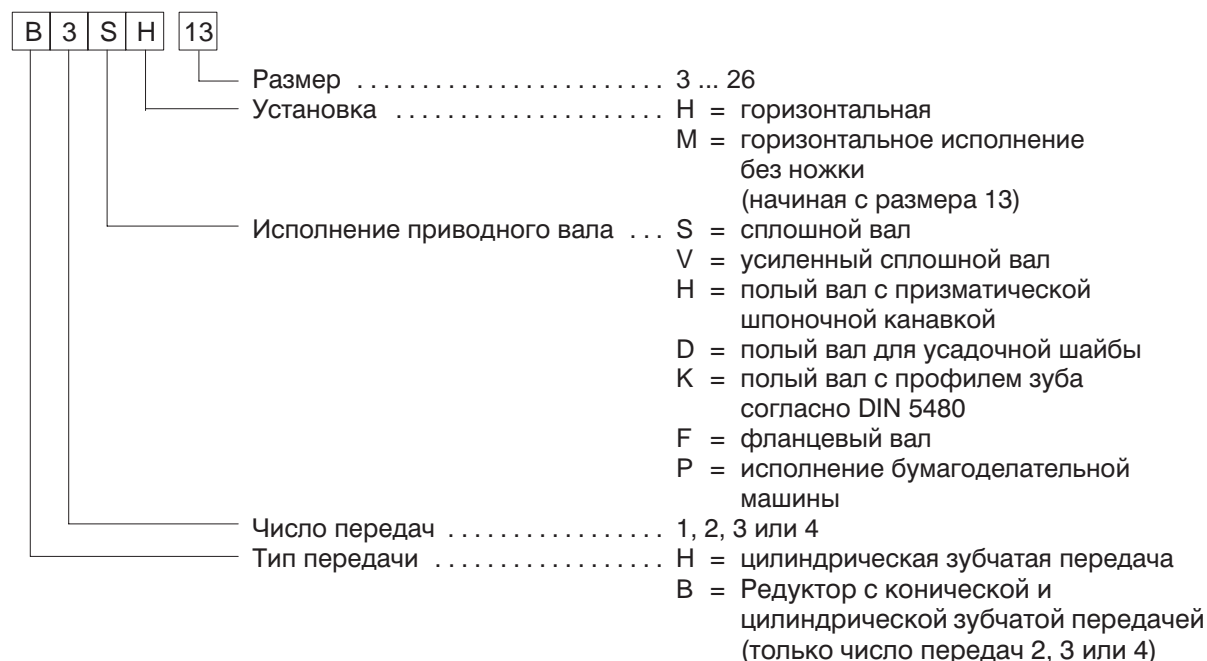 B 3 S H 13
Размер . . . . . . . . . . . . . . . . . . . . . . . . 3 ... 26
Установка . . . . . . . . . . . . . . . . . . . . . H = горизонтальная
M = горизонтальное исполнение
без ножки
(начиная с размера 13)
Исполнение приводного вала . . . S = сплошной вал
V = усиленный сплошной вал
H = полый вал с призматической
шпоночной канавкой
D = полый вал для усадочной шайбы
K = полый вал с профилем зуба
согласно DIN 5480
F = фланцевый вал
P = исполнение бумагоделательной
машины
Число передач . . . . . . . . . . . . . . . . . 1, 2, 3 или 4
Тип передачи . . . . . . . . . . . . . . . . . . H = цилиндрическая зубчатая передача
B = Редуктор с конической и
цилиндрической зубчатой передачей
(только число передач 2, 3 или 4)